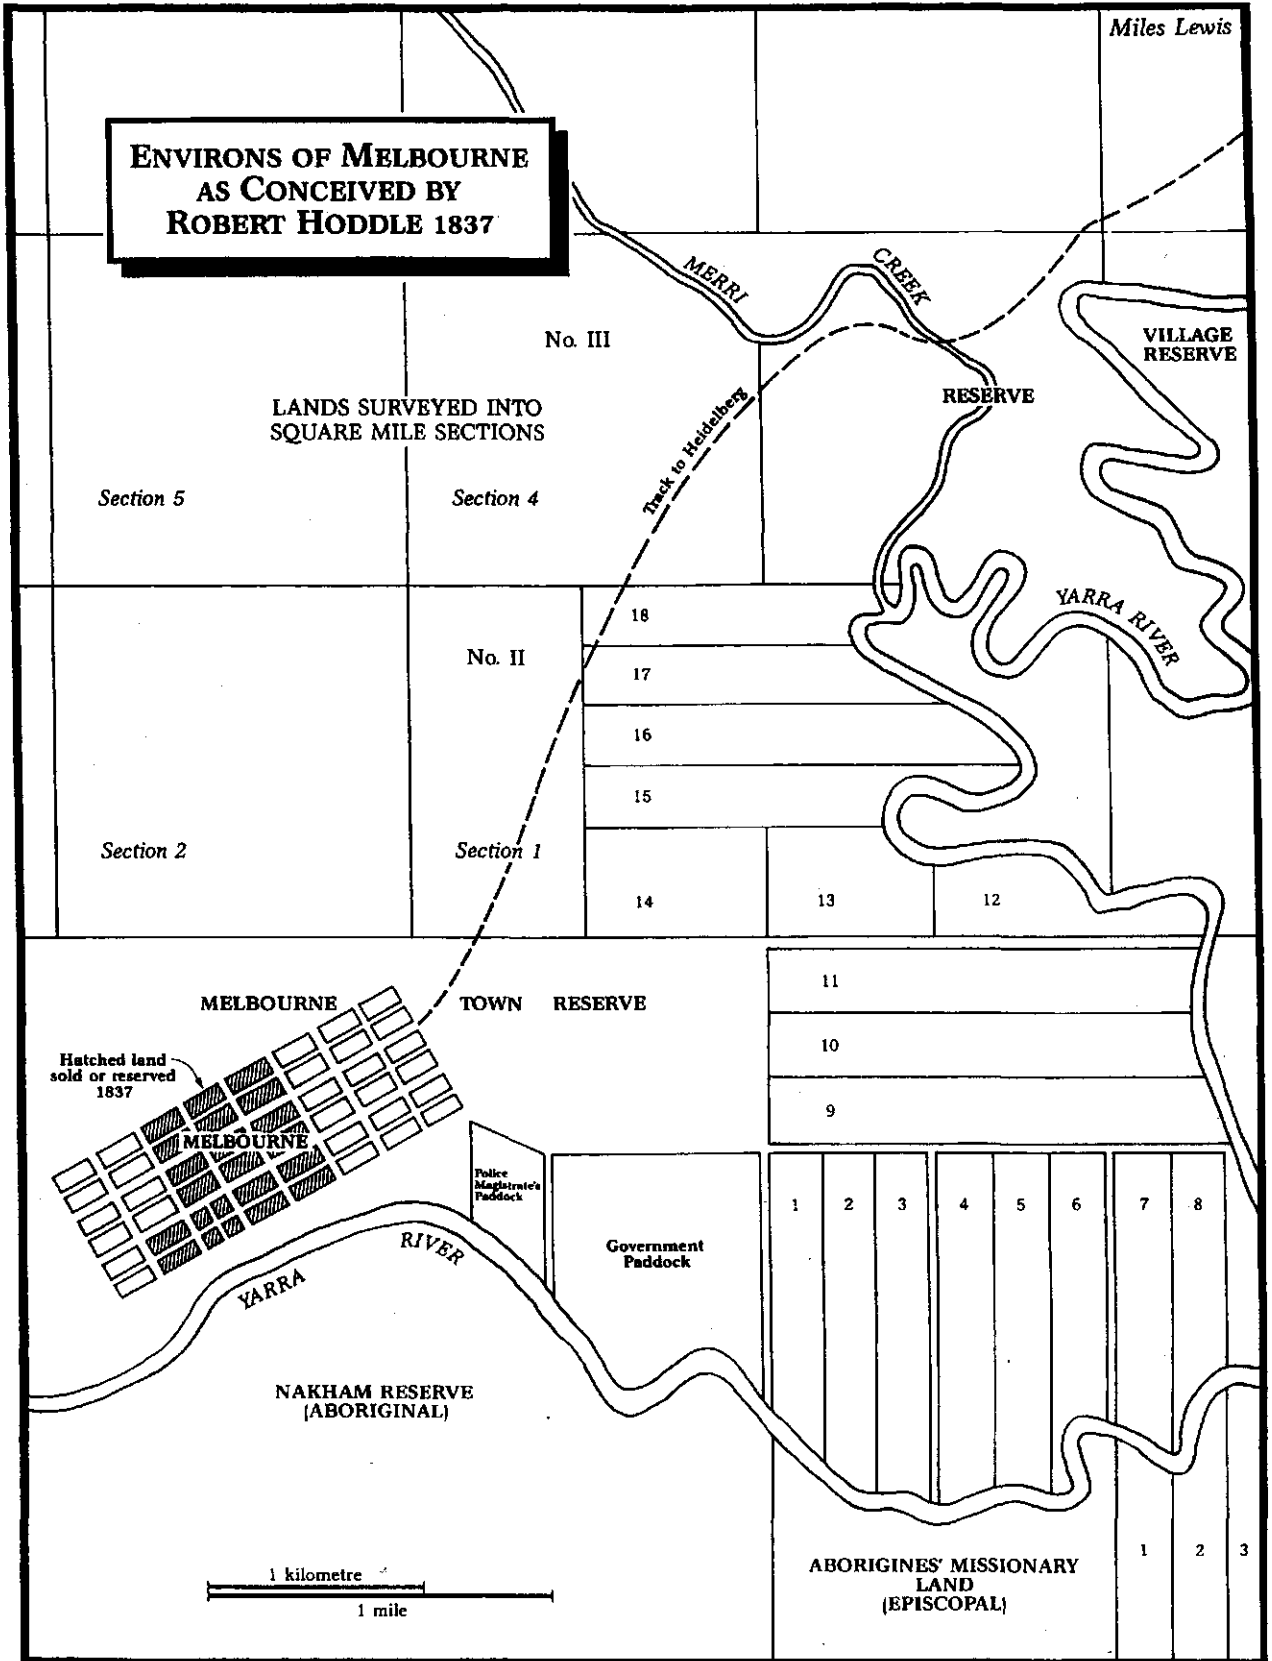 Miles Lewis
ENVIRONS OF MELBOURNE
AS CONCEIVED BY
ROBERT HODDLE 1837
MERRI
CREEK
No. III
VILLAGE
RESERVE
RESERVE
LANDS SURVEYED INTO
SQUARE MILE SECTIONS
Track to Heidelberg
Section 5
Section 4
YARRA RIVER
18
No. II
17
16
15
Section 2
Section 1
14
13
12
11
MELBOURNE TOWN RESERVE
10
Hatched land
sold or reserved
1837
9
MELBOURNE
Police
Magistrate's
Paddock
1
2
3
4
5
6
7
8
Government
Paddock
YARRA
RIVER
NAKHAM RESERVE
(ABORIGINAL)
1
2
3
ABORIGINES' MISSIONARY
LAND
(EPISCOPAL)
1 kilometre
1 mile